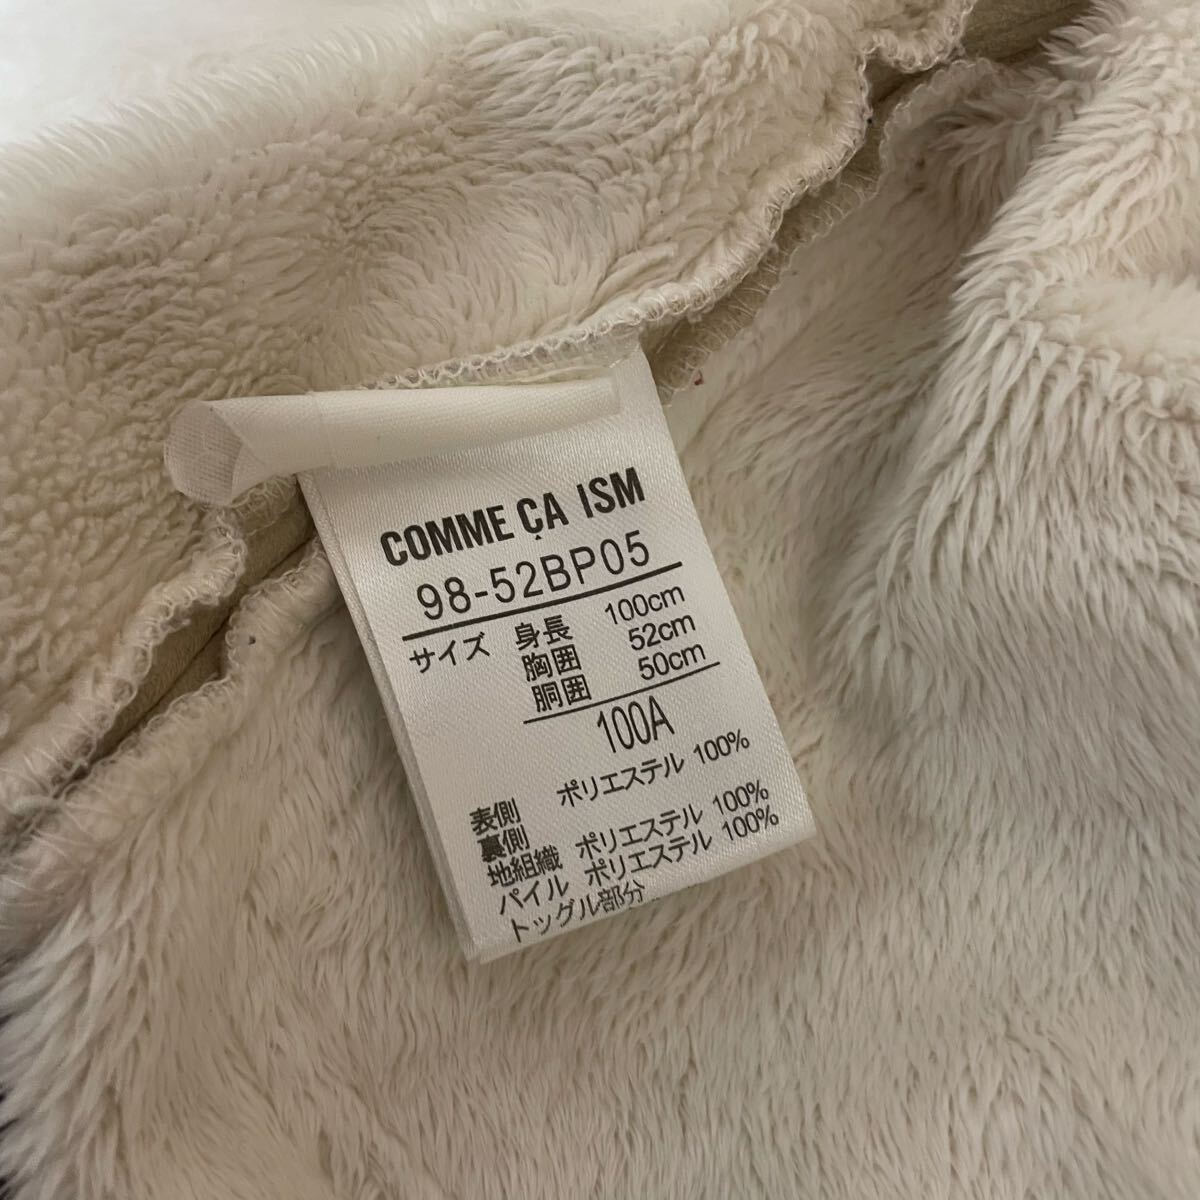 COMME ÇA ISM
98-52BP05
サイズ 身長 100cm
胸囲 52cm
胴囲 50cm
100A
表側 ポリエステル 100%
裏側
地組織 ポリエステル 100%
パイル ポリエステル 100%
トッグル部分